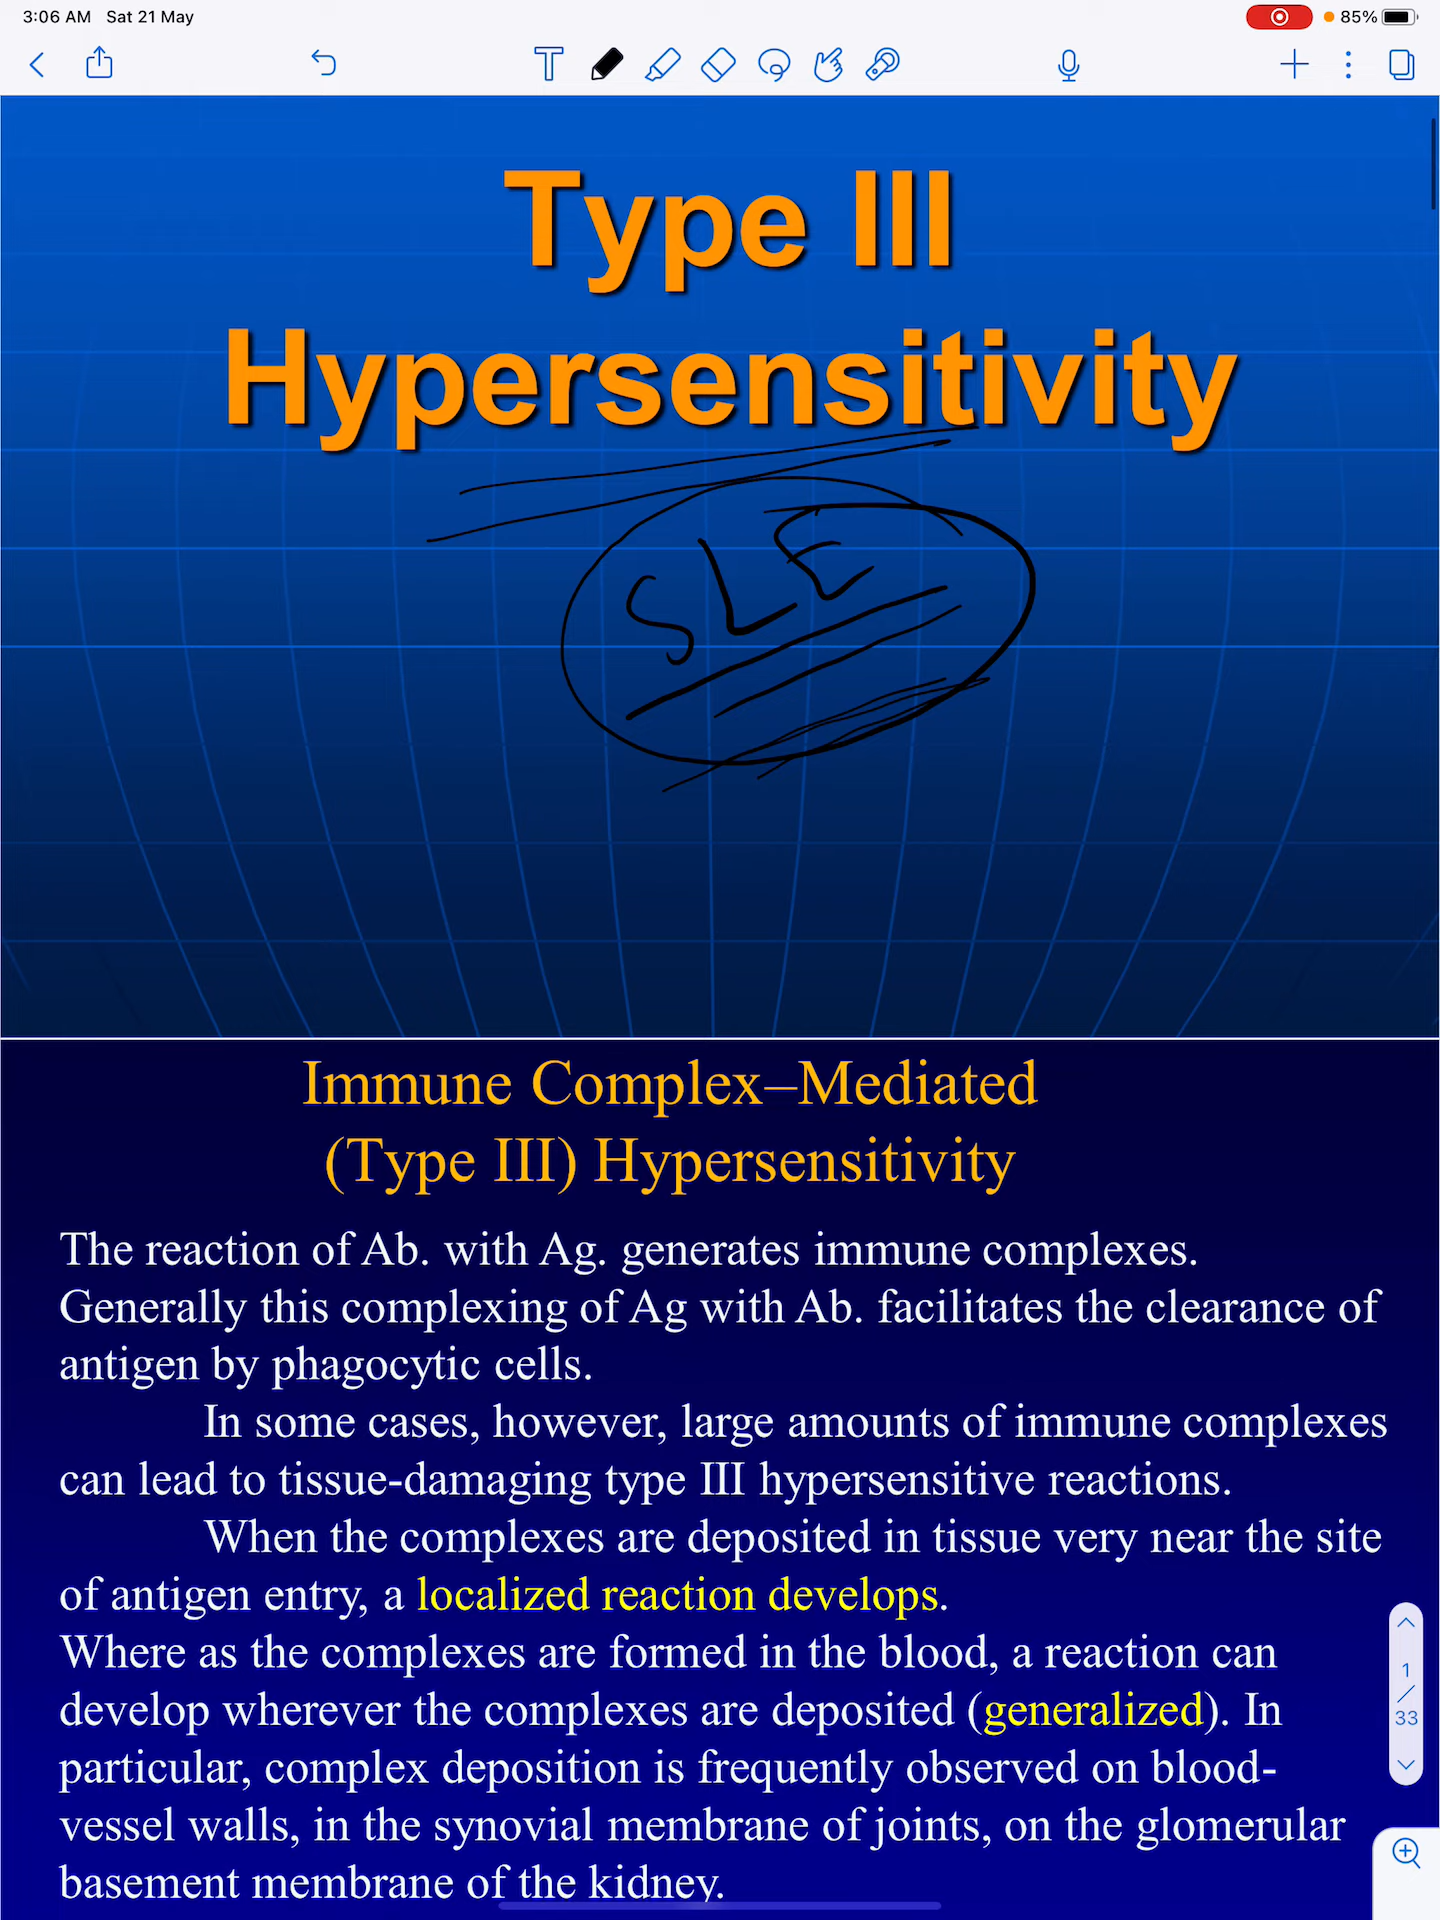 3:06 AM Sat 21 May
85%
Type III
Hypersensitivity
SLE
Immune Complex–Mediated
(Type III) Hypersensitivity
The reaction of Ab. with Ag. generates immune complexes.
Generally this complexing of Ag with Ab. facilitates the clearance of
antigen by phagocytic cells.
In some cases, however, large amounts of immune complexes
can lead to tissue-damaging type III hypersensitive reactions.
When the complexes are deposited in tissue very near the site
of antigen entry, a localized reaction develops.
Where as the complexes are formed in the blood, a reaction can
develop wherever the complexes are deposited (generalized). In
particular, complex deposition is frequently observed on blood-
vessel walls, in the synovial membrane of joints, on the glomerular
basement membrane of the kidney.
1
/
33